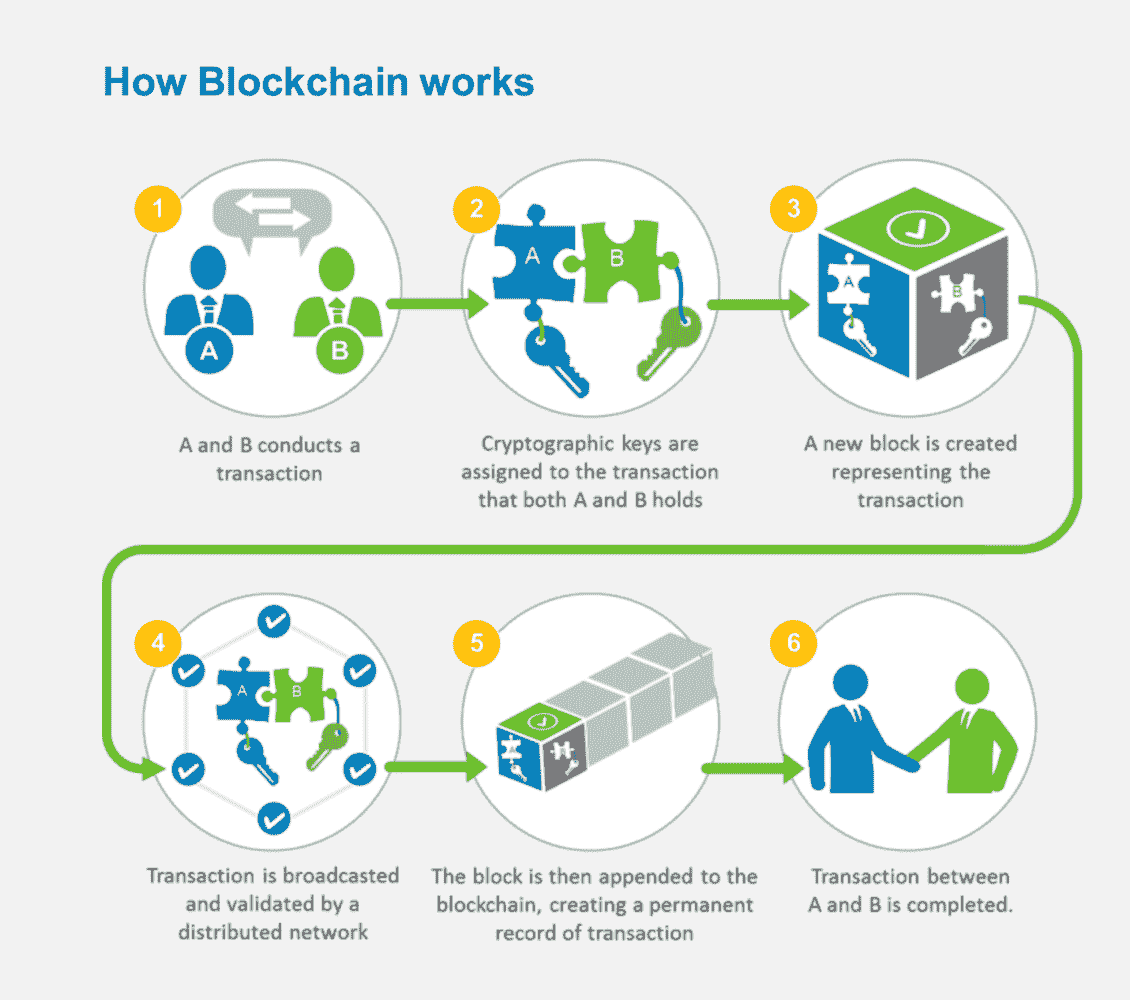 How Blockchain works
1
A
B
A and B conducts a
transaction
2
A
B
Cryptographic keys are
assigned to the transaction
that both A and B holds
3
A
B
A new block is created
representing the
transaction
4
A
B
Transaction is broadcasted
and validated by a
distributed network
5
The block is then appended to the
blockchain, creating a permanent
record of transaction
6
Transaction between
A and B is completed.